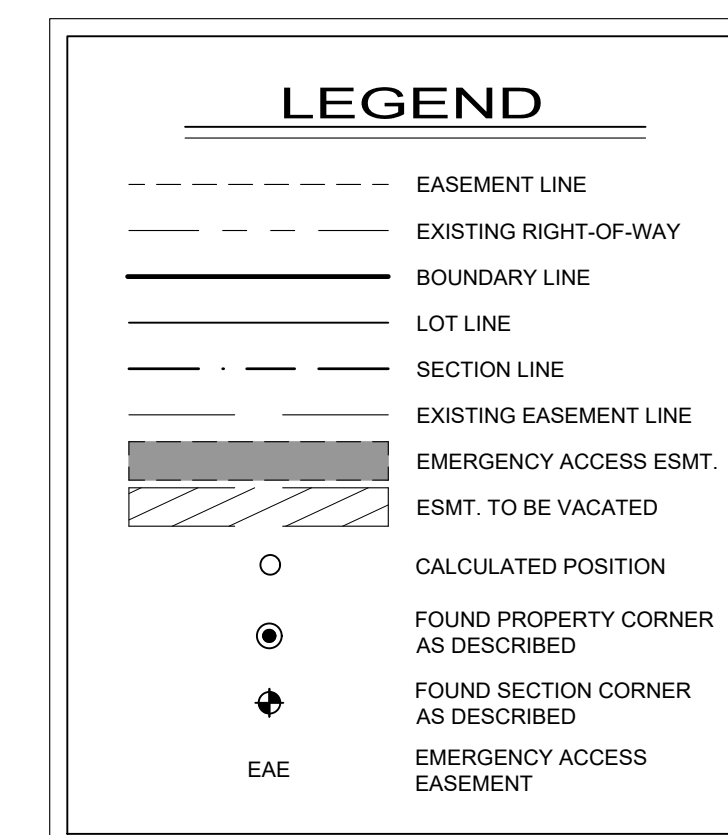 LEGEND
EASEMENT LINE
EXISTING RIGHT-OF-WAY
BOUNDARY LINE
LOT LINE
SECTION LINE
EXISTING EASEMENT LINE
EMERGENCY ACCESS ESMT.
ESMT. TO BE VACATED
CALCULATED POSITION
FOUND PROPERTY CORNER
AS DESCRIBED
FOUND SECTION CORNER
AS DESCRIBED
EAE EMERGENCY ACCESS
EASEMENT